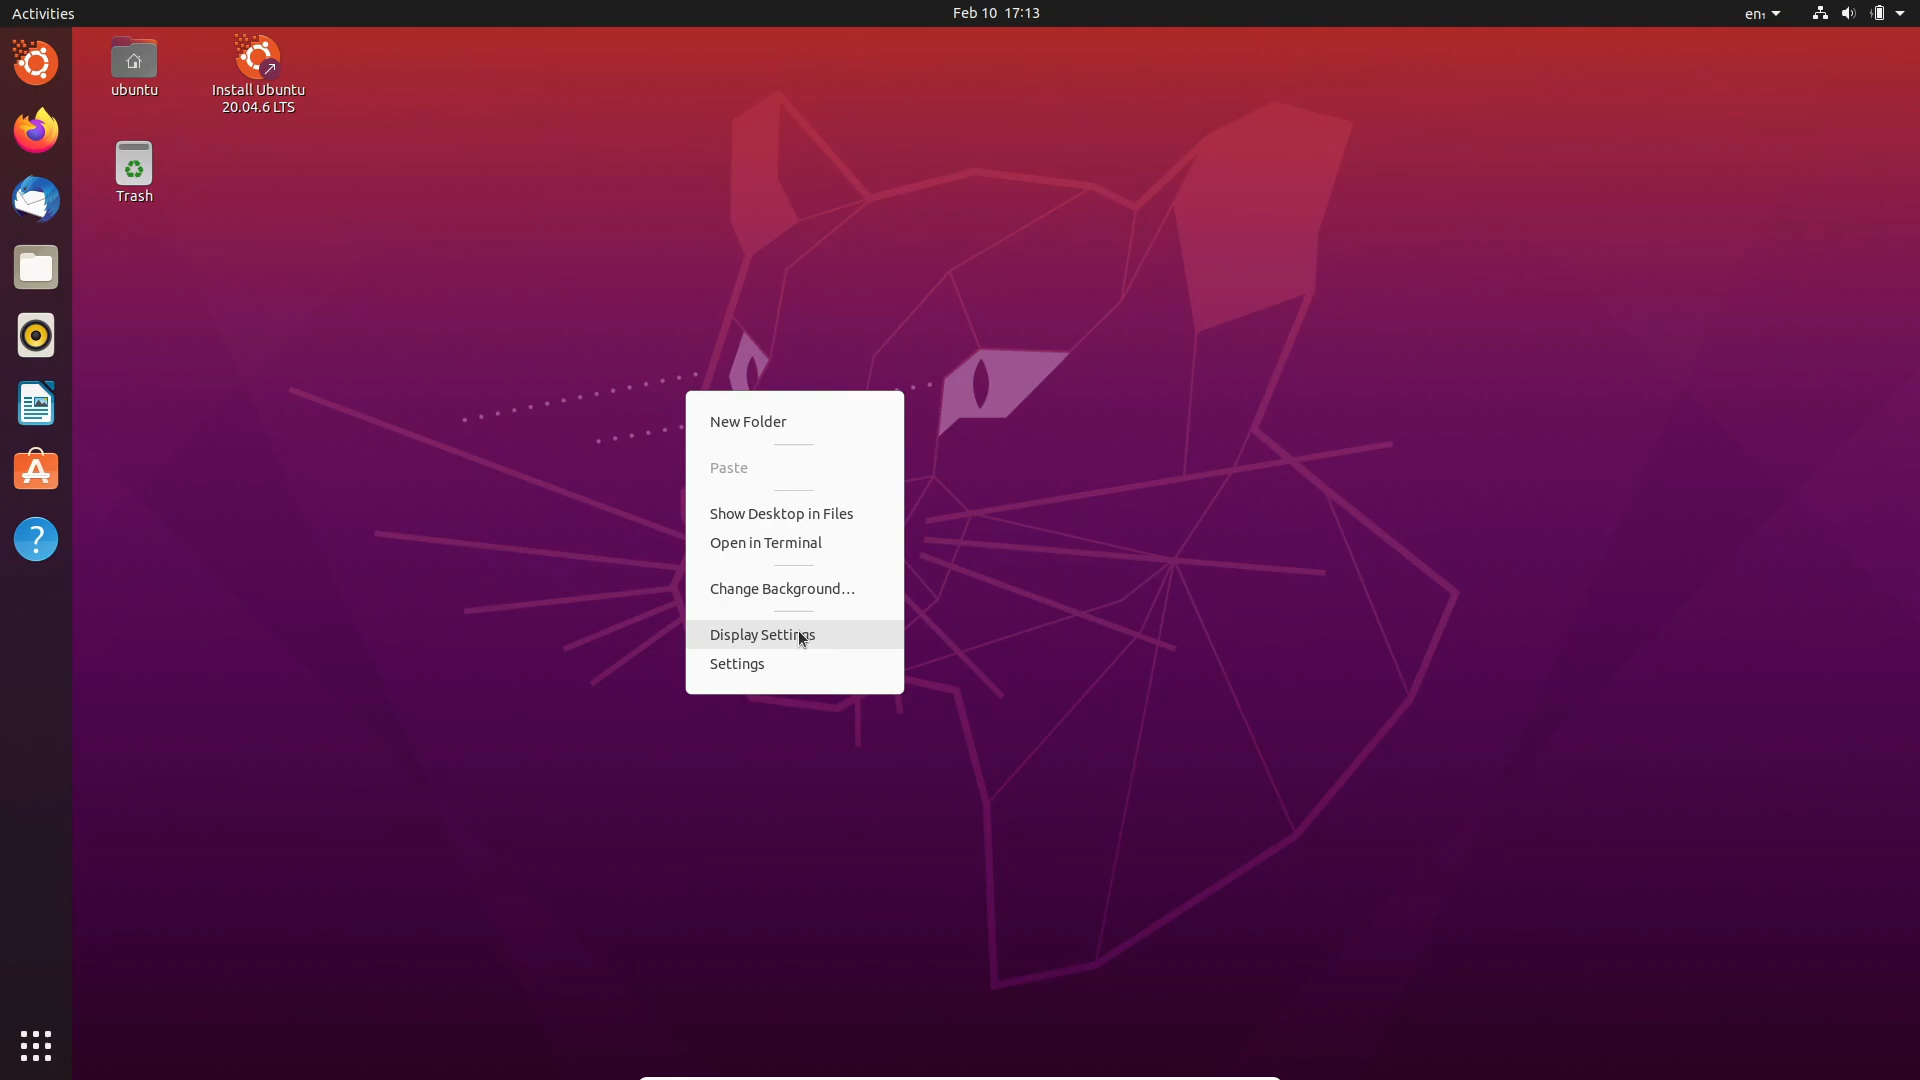 Activities
Feb 10 17:13
en₁
ubuntu
Install Ubuntu
20.04.6 LTS
Trash
New Folder
Paste
Show Desktop in Files
Open in Terminal
Change Background…
Display Settings
Settings
?